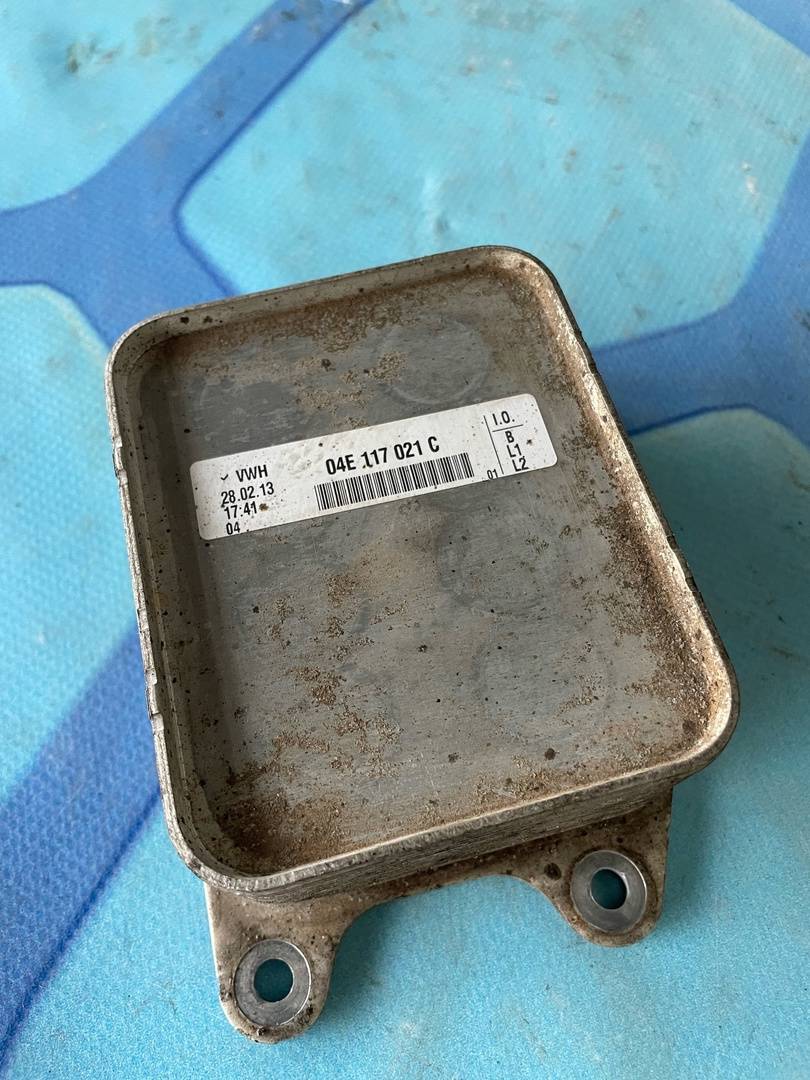 ✓ VWH
28.02.13
17:41
04
04E 117 021 C
01
I.O.
B
L1
L2